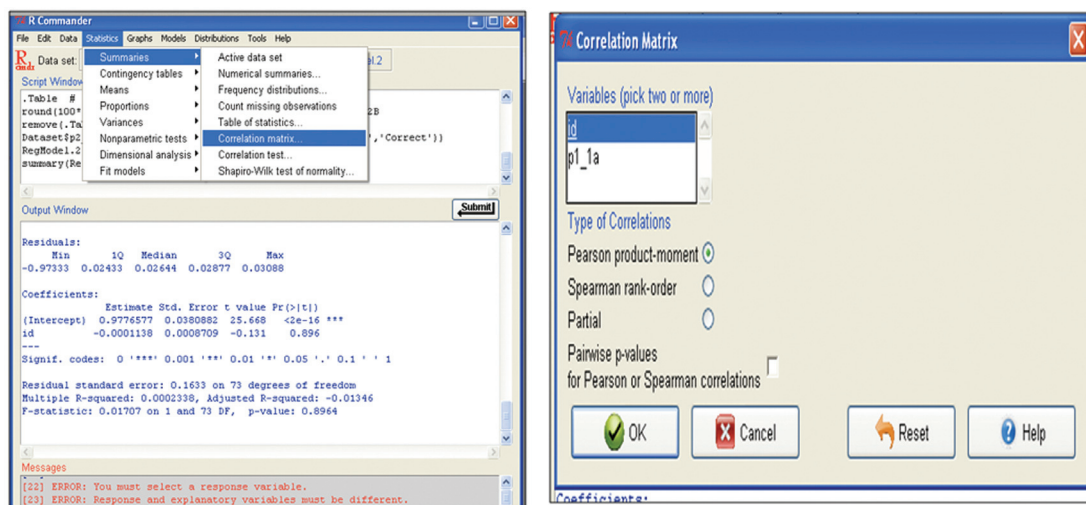 R Commander
File Edit Data Statistics Graphs Models Distributions Tools Help
Data set:
Summaries
Contingency tables
Means
Proportions
Variances
Nonparametric tests
Dimensional analysis
Fit models
Active data set
Numerical summaries...
Frequency distributions...
Count missing observations
Table of statistics...
Correlation matrix...
Correlation test...
Shapiro-Wilk test of normality...
Script Window
.Table #
round(100*
remove(.Ta
Dataset$p2 ,'Correct'))
RegModel.2
summary(Re
Output Window
Submit
Residuals:
Min 1Q Median 3Q Max
-0.97333 0.02433 0.02644 0.02877 0.03088
Coefficients:
Estimate Std. Error t value Pr(>|t|)
(Intercept) 0.9776577 0.0380882 25.668 <2e-16 ***
id -0.0001138 0.0008709 -0.131 0.896
---
Signif. codes: 0 '***' 0.001 '**' 0.01 '*' 0.05 '.' 0.1 ' ' 1
Residual standard error: 0.1633 on 73 degrees of freedom
Multiple R-squared: 0.0002338, Adjusted R-squared: -0.01346
F-statistic: 0.01707 on 1 and 73 DF, p-value: 0.8964
Messages
[22] ERROR: You must select a response variable.
[23] ERROR: Response and explanatory variables must be different.
Correlation Matrix
Variables (pick two or more)
id
p1_1a
Type of Correlations
Pearson product-moment
Spearman rank-order
Partial
Pairwise p-values
for Pearson or Spearman correlations
OK Cancel Reset Help
Coefficients: